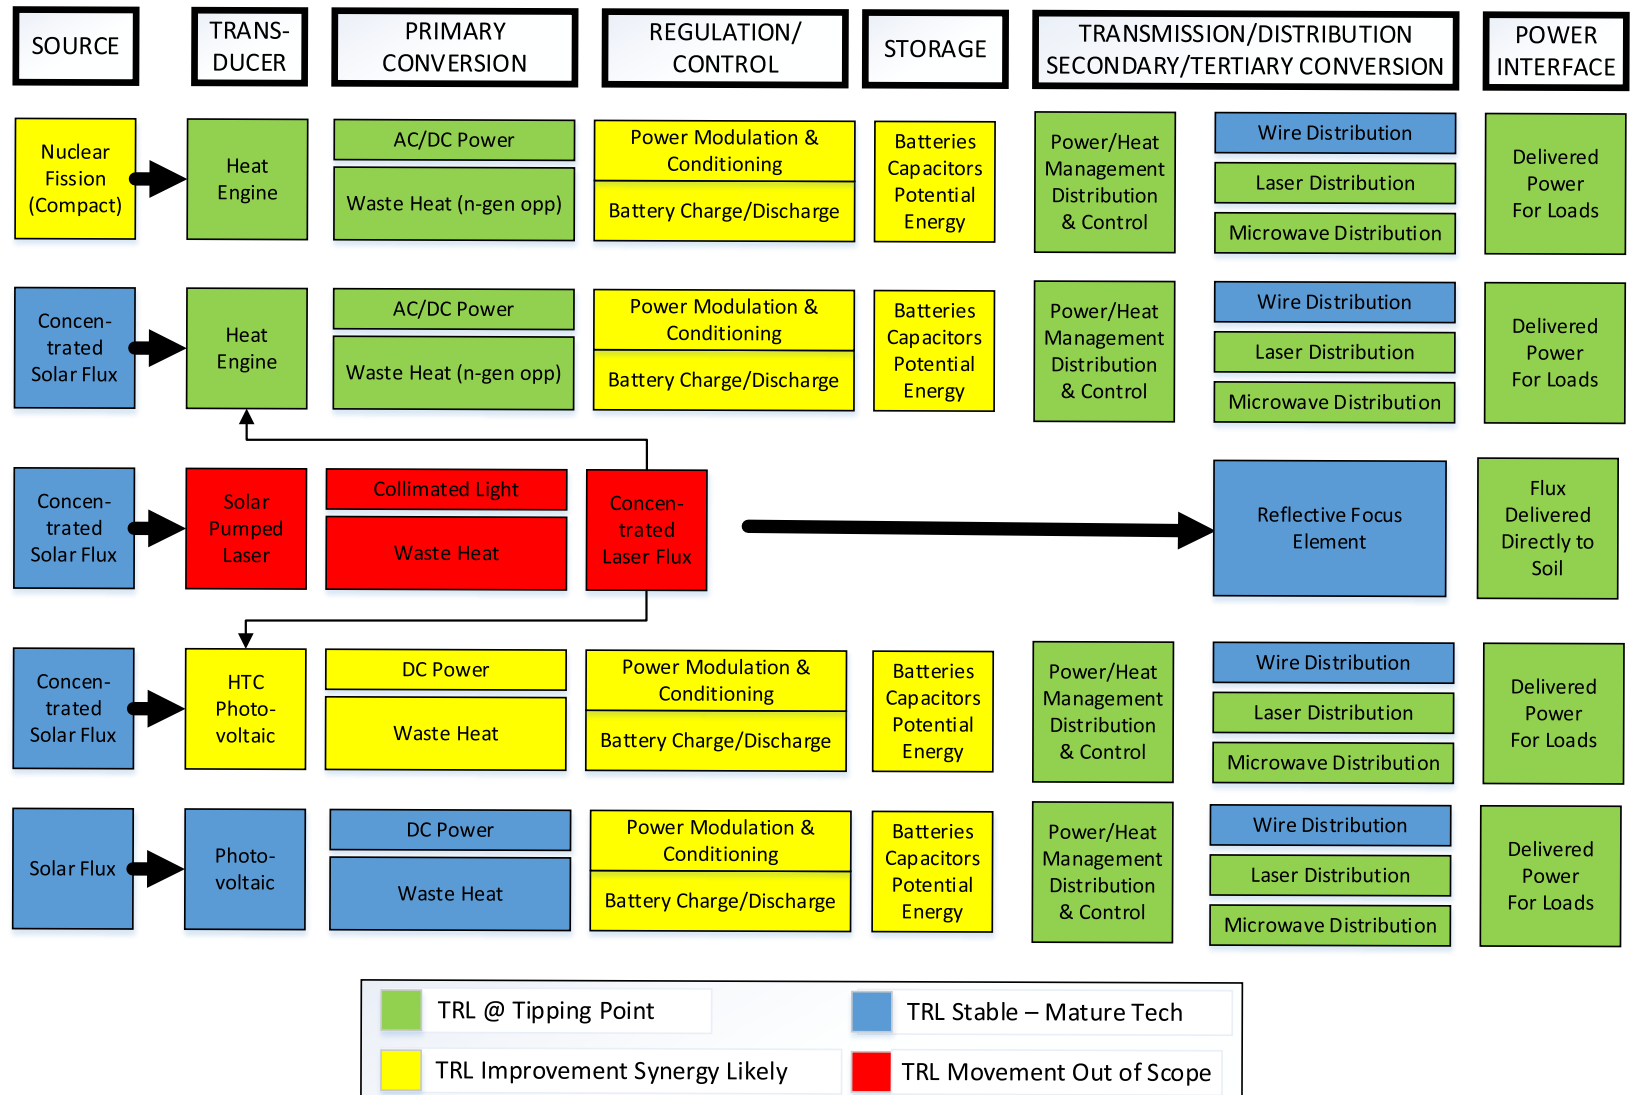 SOURCE
TRANS-
DUCER
PRIMARY
CONVERSION
REGULATION/
CONTROL
STORAGE
TRANSMISSION/DISTRIBUTION
SECONDARY/TERTIARY CONVERSION
POWER
INTERFACE
Nuclear
Fission
(Compact)
Heat
Engine
AC/DC Power
Waste Heat (n-gen opp)
Power Modulation &
Conditioning
Battery Charge/Discharge
Batteries
Capacitors
Potential
Energy
Power/Heat
Management
Distribution
& Control
Wire Distribution
Laser Distribution
Microwave Distribution
Delivered
Power
For Loads
Concen-
trated
Solar Flux
Heat
Engine
AC/DC Power
Waste Heat (n-gen opp)
Power Modulation &
Conditioning
Battery Charge/Discharge
Batteries
Capacitors
Potential
Energy
Power/Heat
Management
Distribution
& Control
Wire Distribution
Laser Distribution
Microwave Distribution
Delivered
Power
For Loads
Concen-
trated
Solar Flux
Solar
Pumped
Laser
Collimated Light
Waste Heat
Concen-
trated
Laser Flux
Reflective Focus
Element
Flux
Delivered
Directly to
Soil
Concen-
trated
Solar Flux
HTC
Photo-
voltaic
DC Power
Waste Heat
Power Modulation &
Conditioning
Battery Charge/Discharge
Batteries
Capacitors
Potential
Energy
Power/Heat
Management
Distribution
& Control
Wire Distribution
Laser Distribution
Microwave Distribution
Delivered
Power
For Loads
Solar Flux
Photo-
voltaic
DC Power
Waste Heat
Power Modulation &
Conditioning
Battery Charge/Discharge
Batteries
Capacitors
Potential
Energy
Power/Heat
Management
Distribution
& Control
Wire Distribution
Laser Distribution
Microwave Distribution
Delivered
Power
For Loads
TRL @ Tipping Point
TRL Stable – Mature Tech
TRL Improvement Synergy Likely
TRL Movement Out of Scope